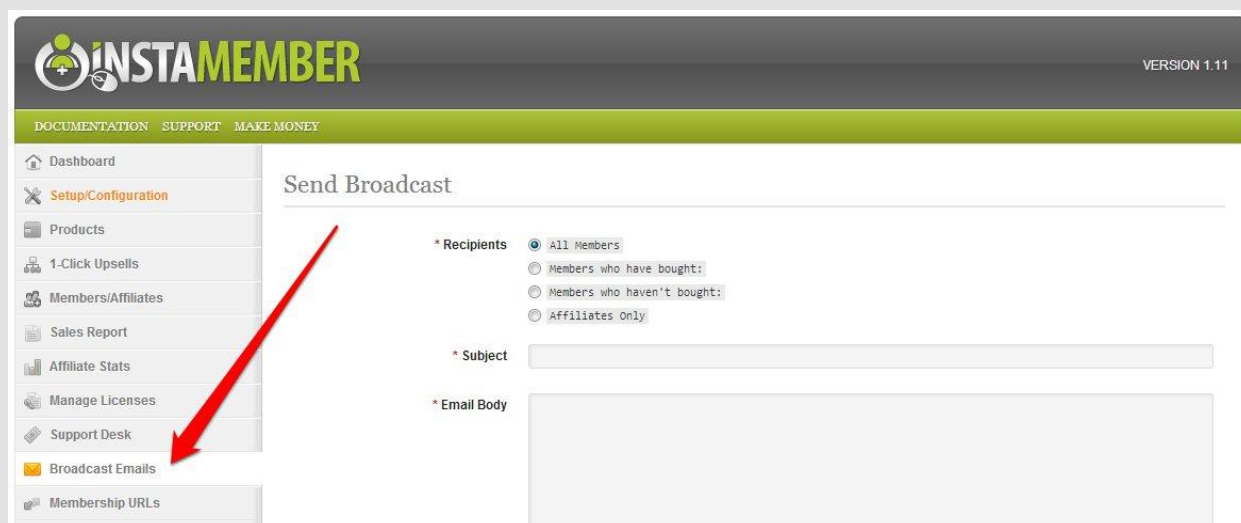 INSTAMEMBER
VERSION 1.11
DOCUMENTATION SUPPORT MAKE MONEY
Dashboard
Setup/Configuration
Products
1-Click Upsells
Members/Affiliates
Sales Report
Affiliate Stats
Manage Licenses
Support Desk
Broadcast Emails
Membership URLs
Send Broadcast
* Recipients
All Members
Members who have bought:
Members who haven't bought:
Affiliates Only
* Subject
* Email Body